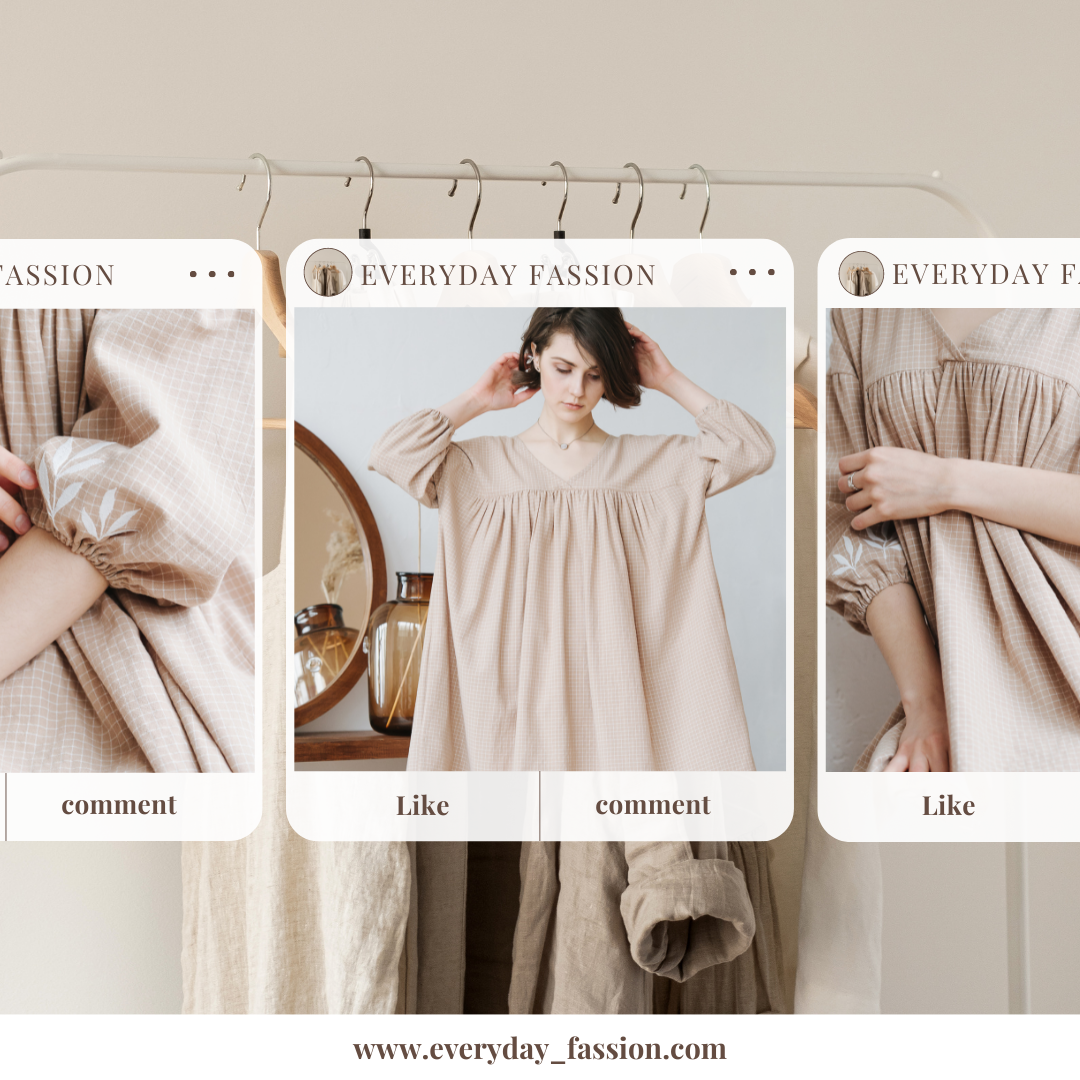 FASSION
EVERYDAY FASSION
EVERYDAY F
comment
Like
comment
Like
www.everyday_fassion.com